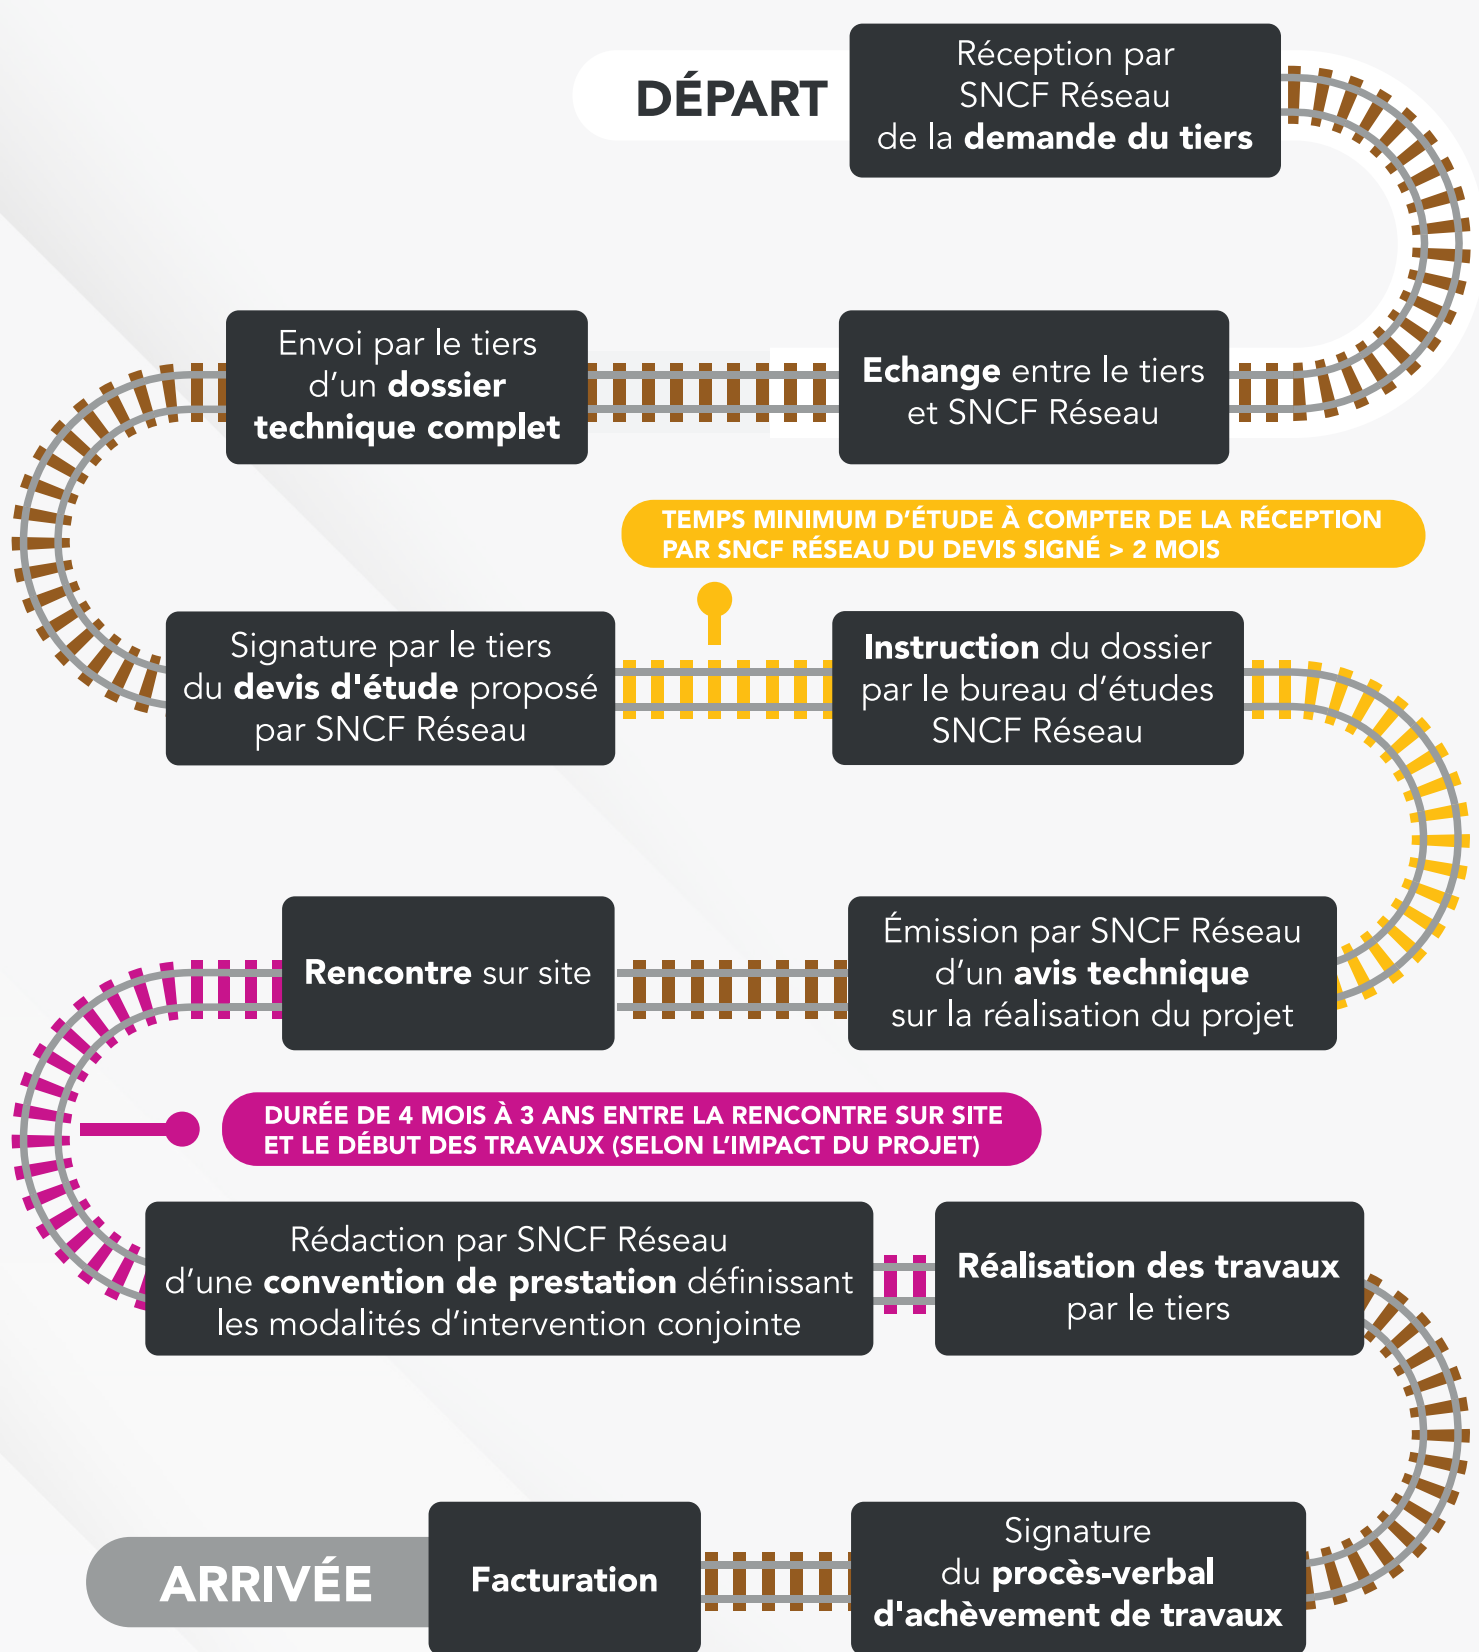 DÉPART
Réception par
SNCF Réseau
de la demande du tiers
Echange entre le tiers
et SNCF Réseau
Envoi par le tiers
d'un dossier
technique complet
Signature par le tiers
du devis d'étude proposé
par SNCF Réseau
TEMPS MINIMUM D'ÉTUDE À COMPTER DE LA RÉCEPTION
PAR SNCF RÉSEAU DU DEVIS SIGNÉ > 2 MOIS
Instruction du dossier
par le bureau d'études
SNCF Réseau
Émission par SNCF Réseau
d'un avis technique
sur la réalisation du projet
Rencontre sur site
DURÉE DE 4 MOIS À 3 ANS ENTRE LA RENCONTRE SUR SITE
ET LE DÉBUT DES TRAVAUX (SELON L'IMPACT DU PROJET)
Rédaction par SNCF Réseau
d'une convention de prestation définissant
les modalités d'intervention conjointe
Réalisation des travaux
par le tiers
Signature
du procès-verbal
d'achèvement de travaux
Facturation
ARRIVÉE